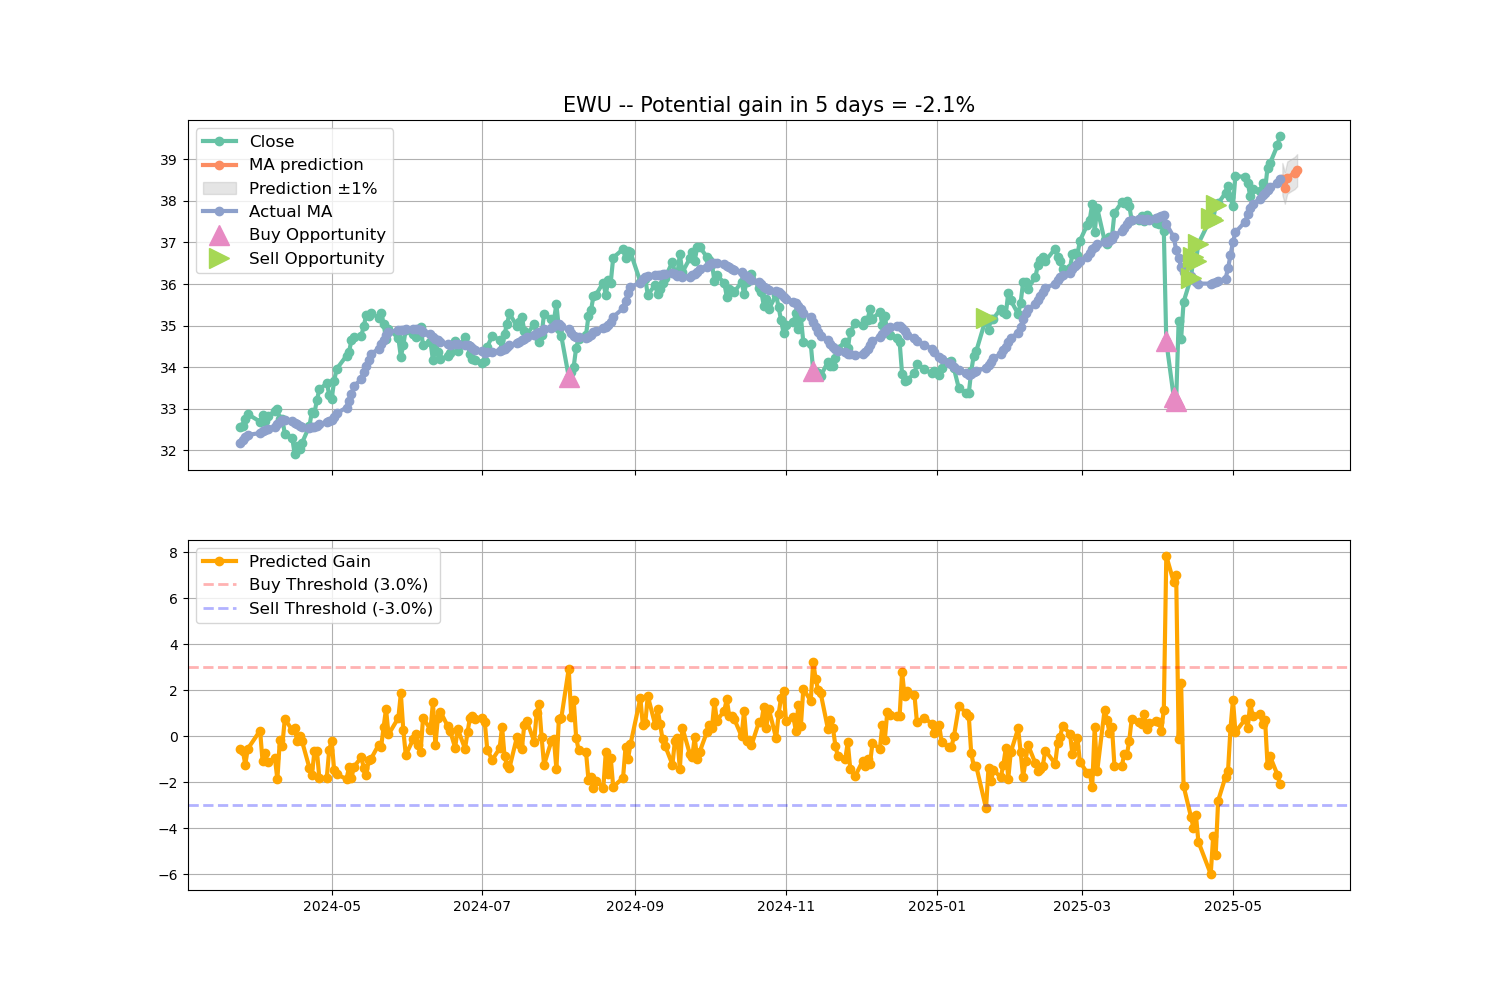 EWU -- Potential gain in 5 days = -2.1%
Close
MA prediction
Prediction ±1%
Actual MA
Buy Opportunity
Sell Opportunity
39
38
37
36
35
34
33
32
Predicted Gain
Buy Threshold (3.0%)
Sell Threshold (-3.0%)
8
6
4
2
0
−2
−4
−6
2024-05
2024-07
2024-09
2024-11
2025-01
2025-03
2025-05